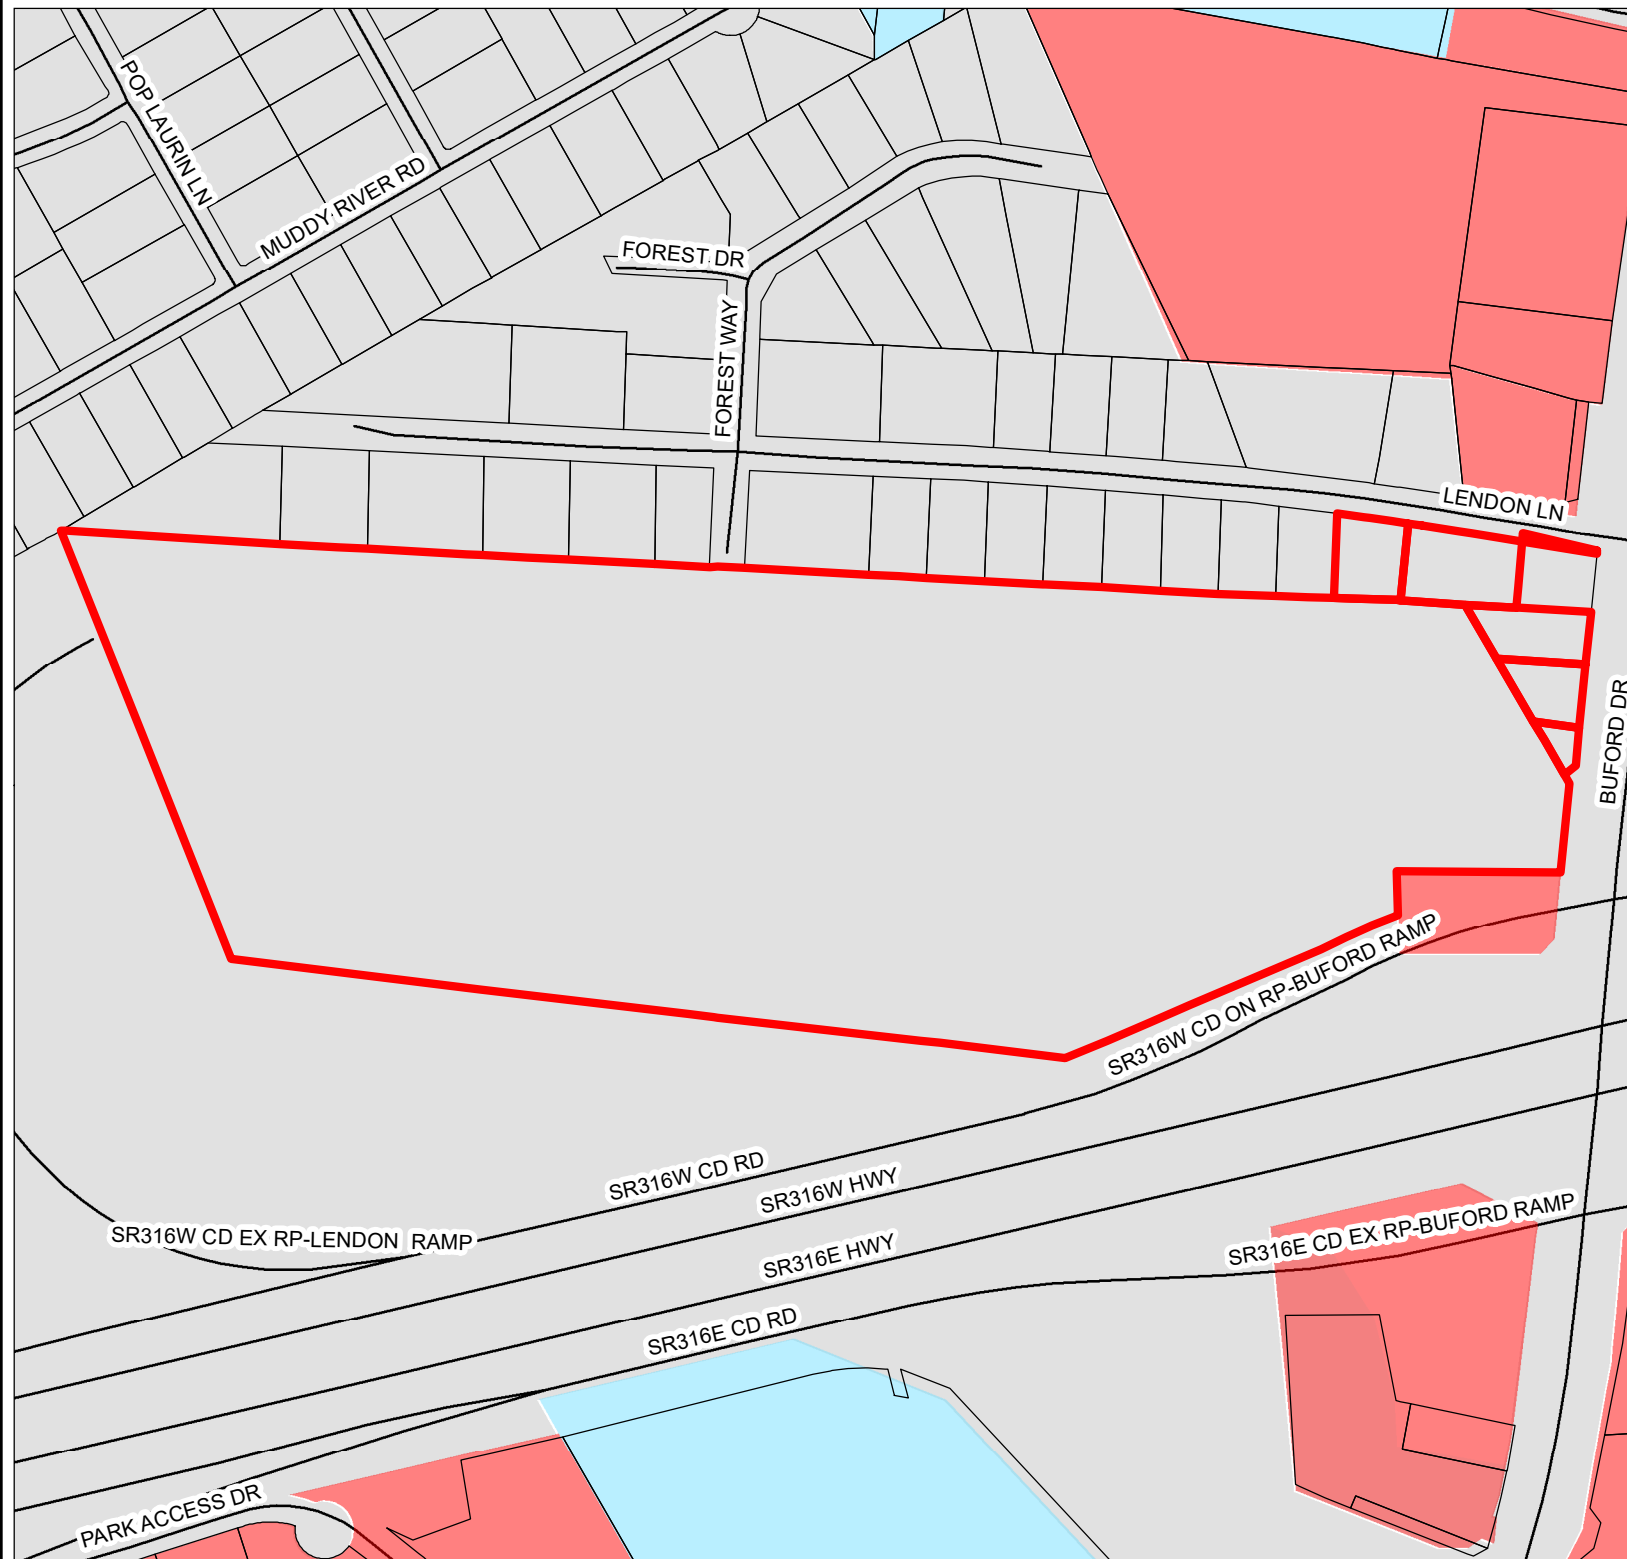 POP LAURIN LN
MUDDY RIVER RD
FOREST DR
FOREST WAY
LENDON LN
BUFORD DR
SR316W CD ON RP-BUFORD RAMP
SR316W CD RD
SR316W HWY
SR316W CD EX RP-LENDON RAMP
SR316E HWY
SR316E CD EX RP-BUFORD RAMP
SR316E CD RD
PARK ACCESS DR